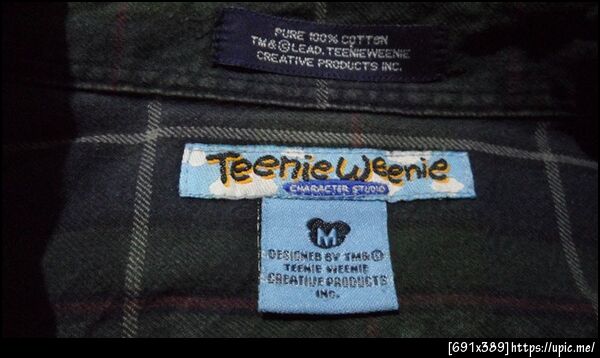 PURE 100% COTTON
TM&®LEAD. TEENIEWEENIE
CREATIVE PRODUCTS INC.
Teenie Weenie
CHARACTER STUDIO
M
DESIGNED BY TM&®
TEENIE WEENIE
CREATIVE PRODUCTS
INC.
[691x389]https://upic.me/